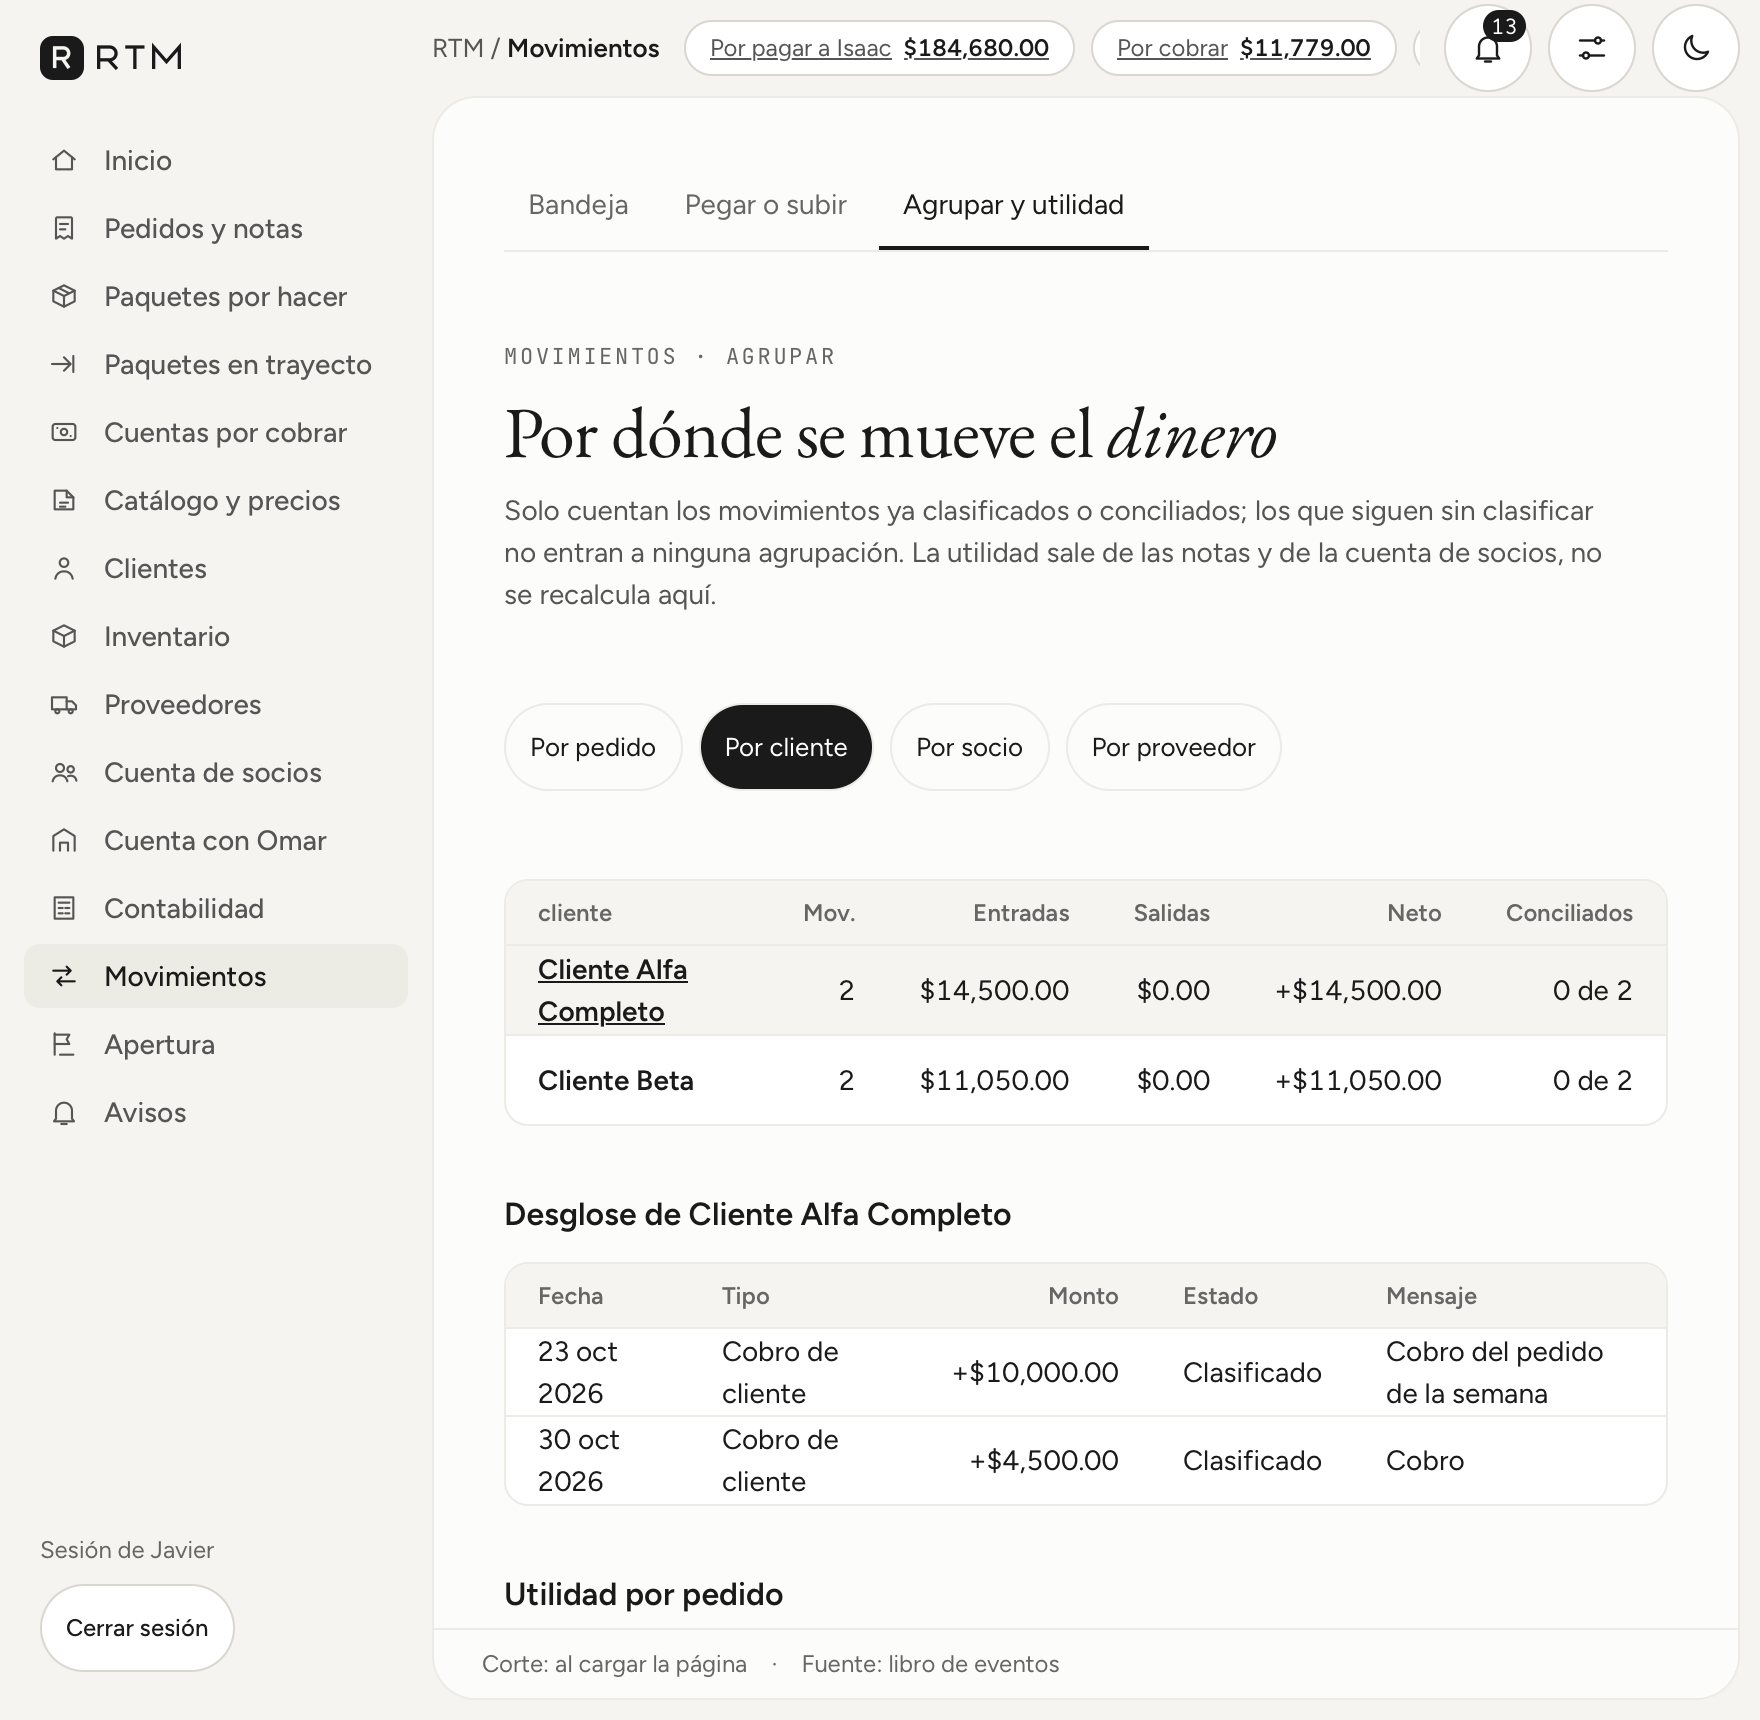 R RTM
RTM / Movimientos
Por pagar a Isaac $184,680.00
Por cobrar $11,779.00
13
Inicio
Pedidos y notas
Paquetes por hacer
Paquetes en trayecto
Cuentas por cobrar
Catálogo y precios
Clientes
Inventario
Proveedores
Cuenta de socios
Cuenta con Omar
Contabilidad
Movimientos
Apertura
Avisos
Sesión de Javier
Cerrar sesión
Bandeja Pegar o subir Agrupar y utilidad
MOVIMIENTOS · AGRUPAR
Por dónde se mueve el dinero
Solo cuentan los movimientos ya clasificados o conciliados; los que siguen sin clasificar
no entran a ninguna agrupación. La utilidad sale de las notas y de la cuenta de socios, no
se recalcula aquí.
Por pedido Por cliente Por socio Por proveedor
cliente Mov. Entradas Salidas Neto Conciliados
Cliente Alfa
Completo 2 $14,500.00 $0.00 +$14,500.00 0 de 2
Cliente Beta 2 $11,050.00 $0.00 +$11,050.00 0 de 2
Desglose de Cliente Alfa Completo
Fecha Tipo Monto Estado Mensaje
23 oct
2026 Cobro de
cliente +$10,000.00 Clasificado Cobro del pedido
de la semana
30 oct
2026 Cobro de
cliente +$4,500.00 Clasificado Cobro
Utilidad por pedido
Corte: al cargar la página · Fuente: libro de eventos